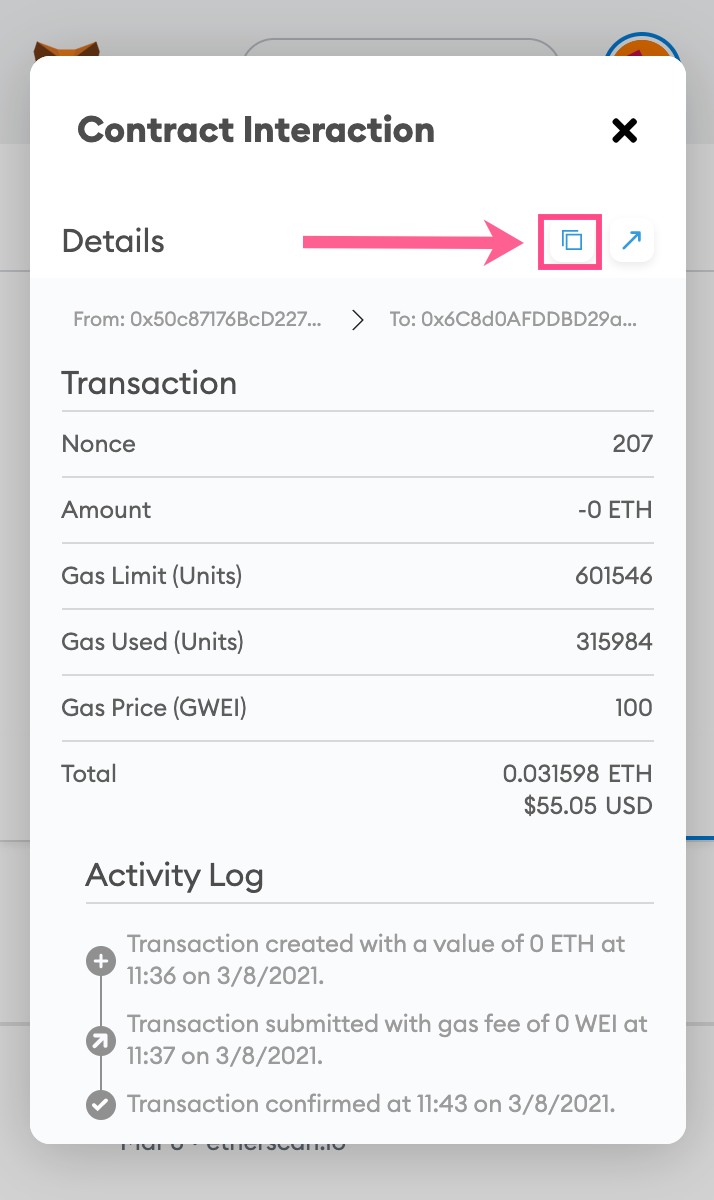 Contract Interaction
Details
From: 0x50c87176BcD227... To: 0x6C8d0AFDDBD29a...
Transaction
Nonce 207
Amount -0 ETH
Gas Limit (Units) 601546
Gas Used (Units) 315984
Gas Price (GWEI) 100
Total 0.031598 ETH
$55.05 USD
Activity Log
Transaction created with a value of 0 ETH at
11:36 on 3/8/2021.
Transaction submitted with gas fee of 0 WEI at
11:37 on 3/8/2021.
Transaction confirmed at 11:43 on 3/8/2021.